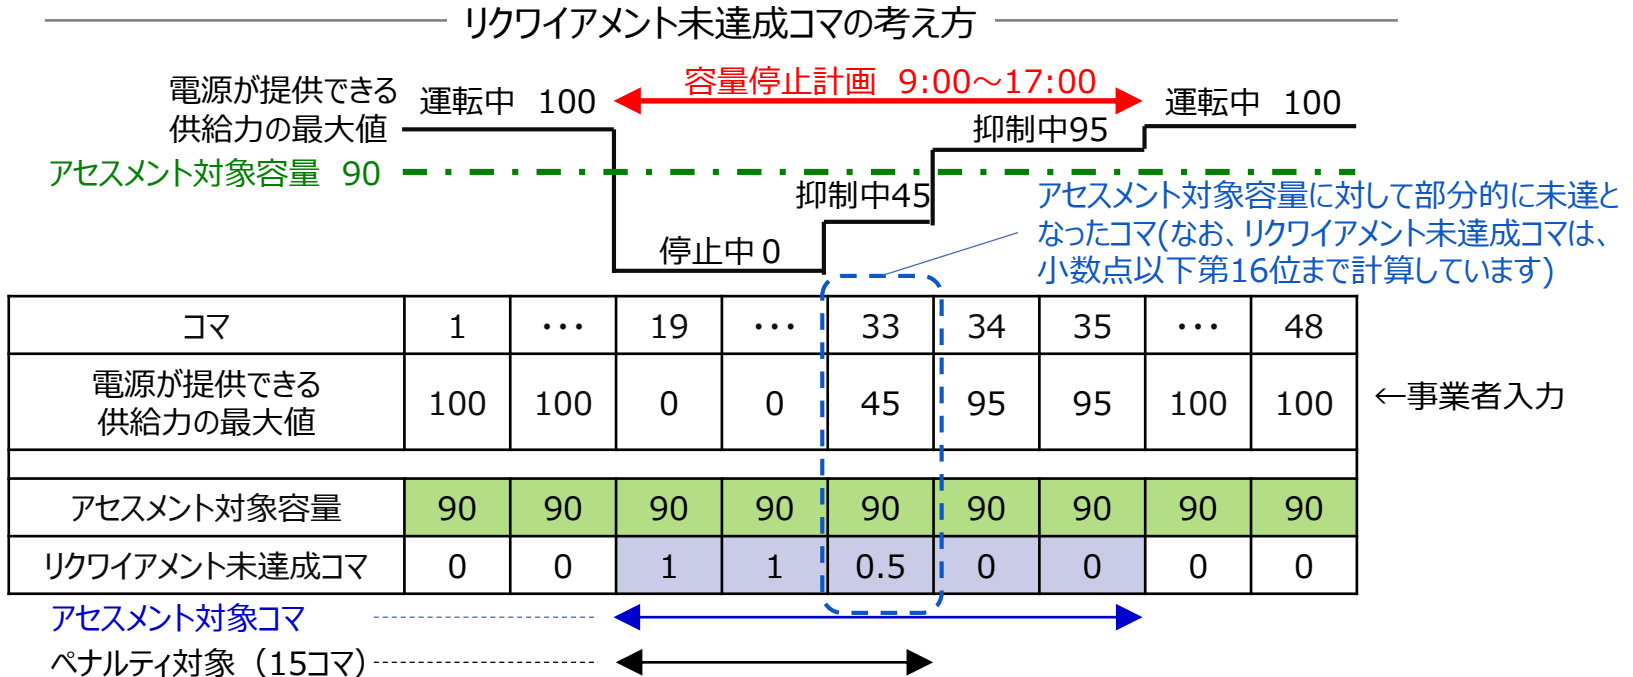 リクワイアメント未達成コマの考え方
電源が提供できる
供給力の最大値
運転中 100
容量停止計画 9:00～17:00
運転中 100
抑制中95
アセスメント対象容量 90
抑制中45
停止中０
アセスメント対象容量に対して部分的に未達と
なったコマ(なお、リクワイアメント未達成コマは、
小数点以下第16位まで計算しています)
コマ 1 ・・・ 19 ・・・ 33 34 35 ・・・ 48
電源が提供できる
供給力の最大値
100 100 0 0 45 95 95 100 100
←事業者入力
アセスメント対象容量 90 90 90 90 90 90 90 90 90
リクワイアメント未達成コマ 0 0 1 1 0.5 0 0 0 0
アセスメント対象コマ
ペナルティ対象（15コマ）